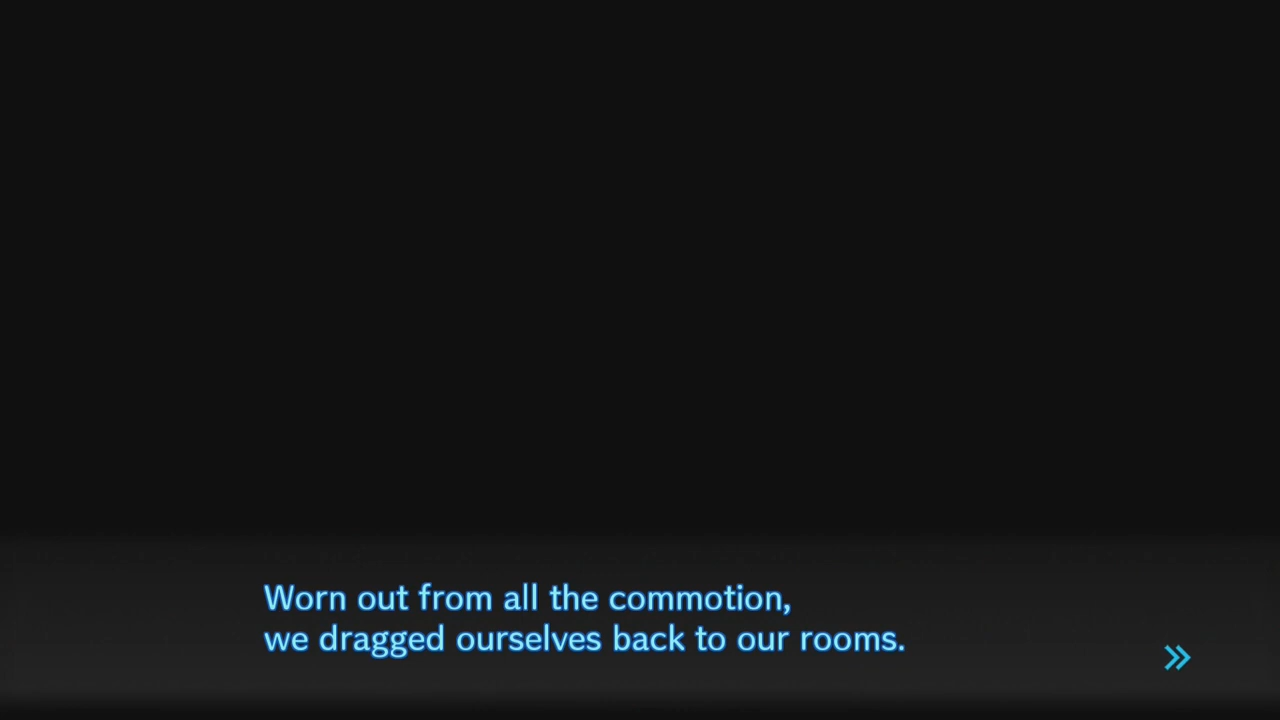 Worn out from all the commotion,
we dragged ourselves back to our rooms.